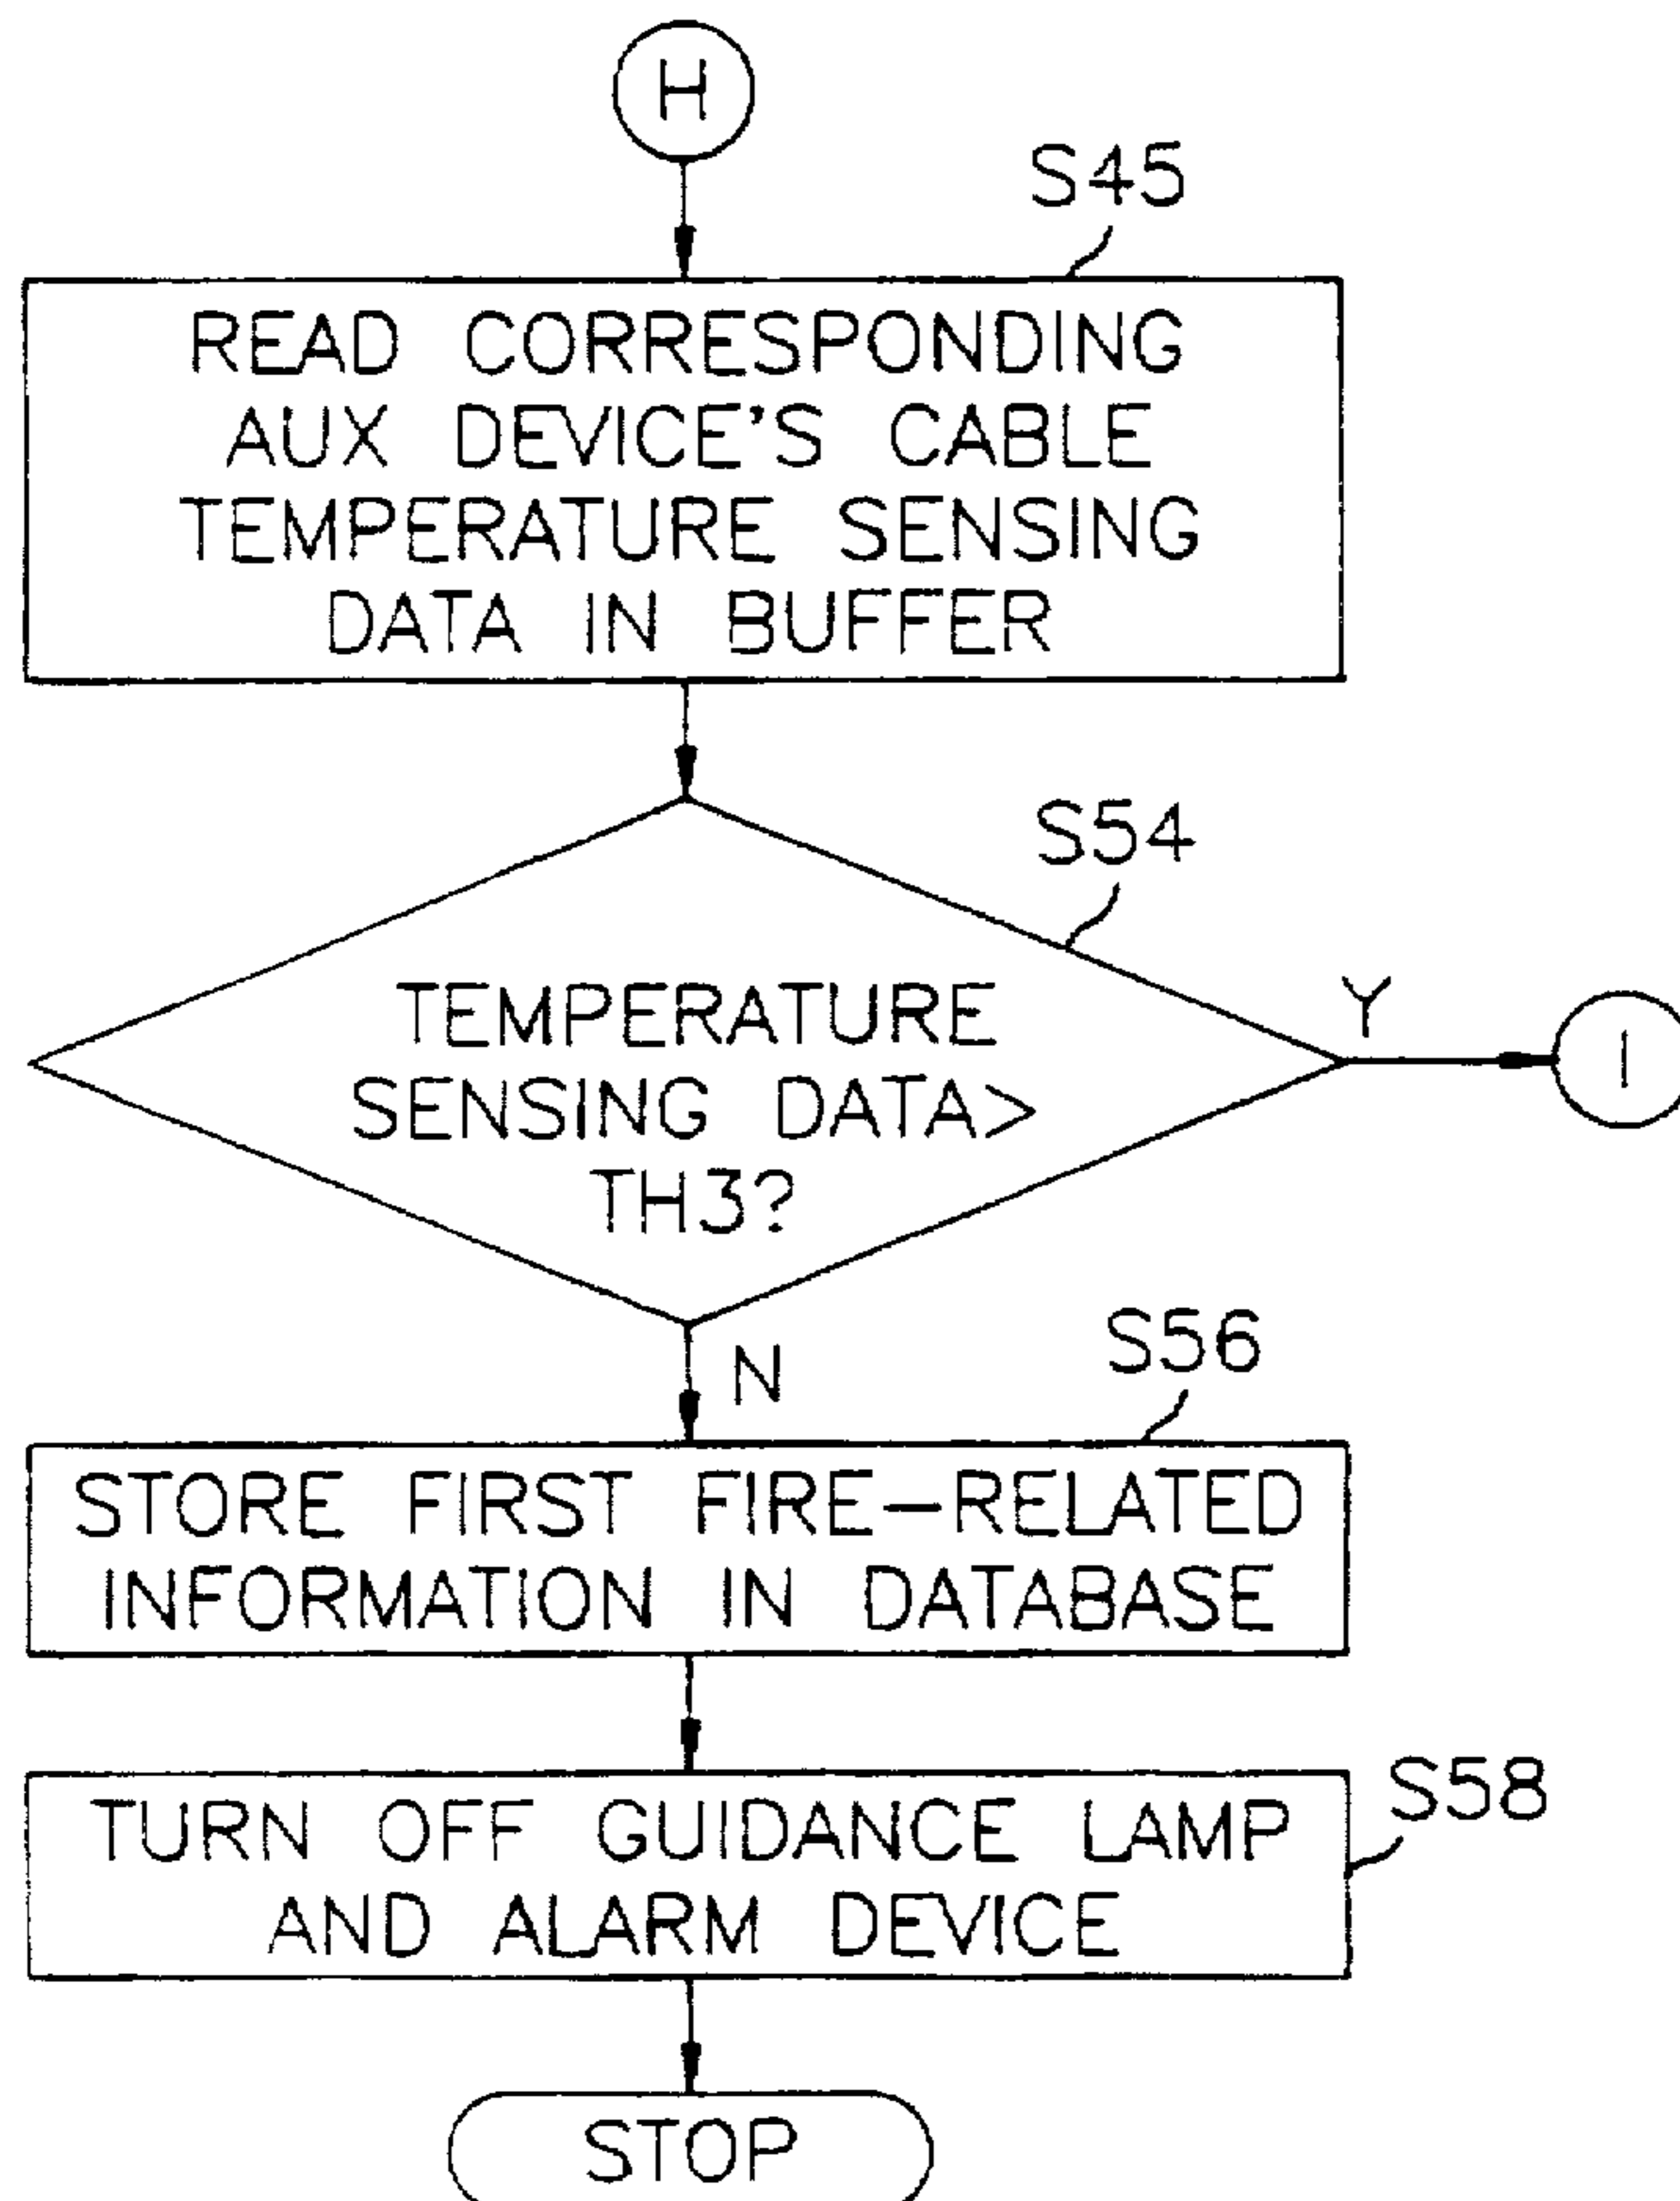 H
S45
READ CORRESPONDING
AUX DEVICE'S CABLE
TEMPERATURE SENSING
DATA IN BUFFER
S54
TEMPERATURE
SENSING DATA>
TH3?
Y
I
N
S56
STORE FIRST FIRE-RELATED
INFORMATION IN DATABASE
S58
TURN OFF GUIDANCE LAMP
AND ALARM DEVICE
STOP